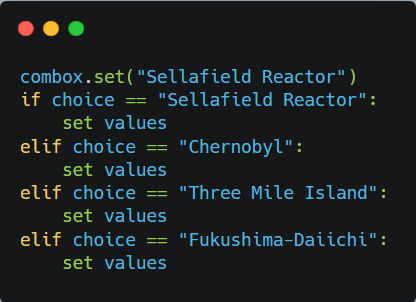 combox.set("Sellafield Reactor")
if choice == "Sellafield Reactor":
    set values
elif choice == "Chernobyl":
    set values
elif choice == "Three Mile Island":
    set values
elif choice == "Fukushima-Daiichi":
    set values